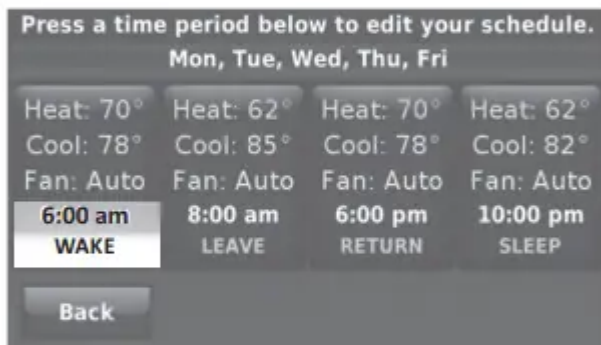 Press a time period below to edit your schedule.
Mon, Tue, Wed, Thu, Fri
Heat: 70° Heat: 62° Heat: 70° Heat: 62°
Cool: 78° Cool: 85° Cool: 78° Cool: 82°
Fan: Auto Fan: Auto Fan: Auto Fan: Auto
6:00 am 8:00 am 6:00 pm 10:00 pm
WAKE LEAVE RETURN SLEEP
Back